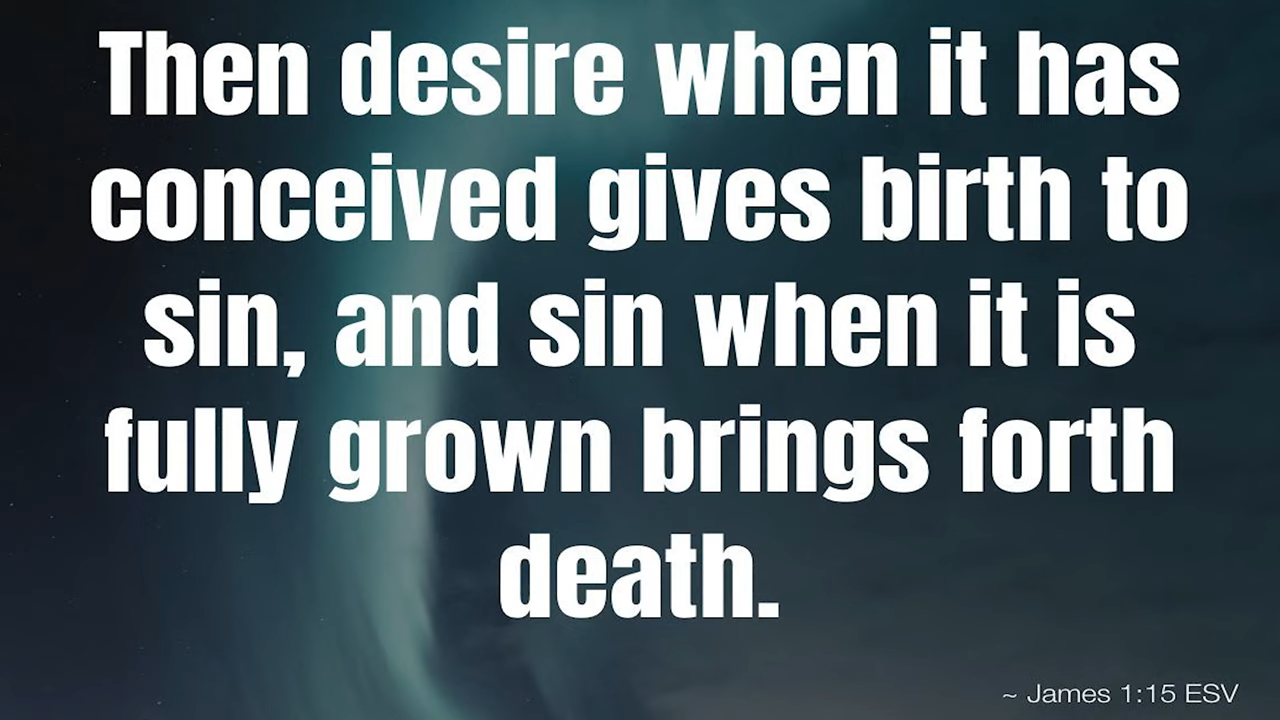 Then desire when it has
conceived gives birth to
sin, and sin when it is
fully grown brings forth
death.
~ James 1:15 ESV